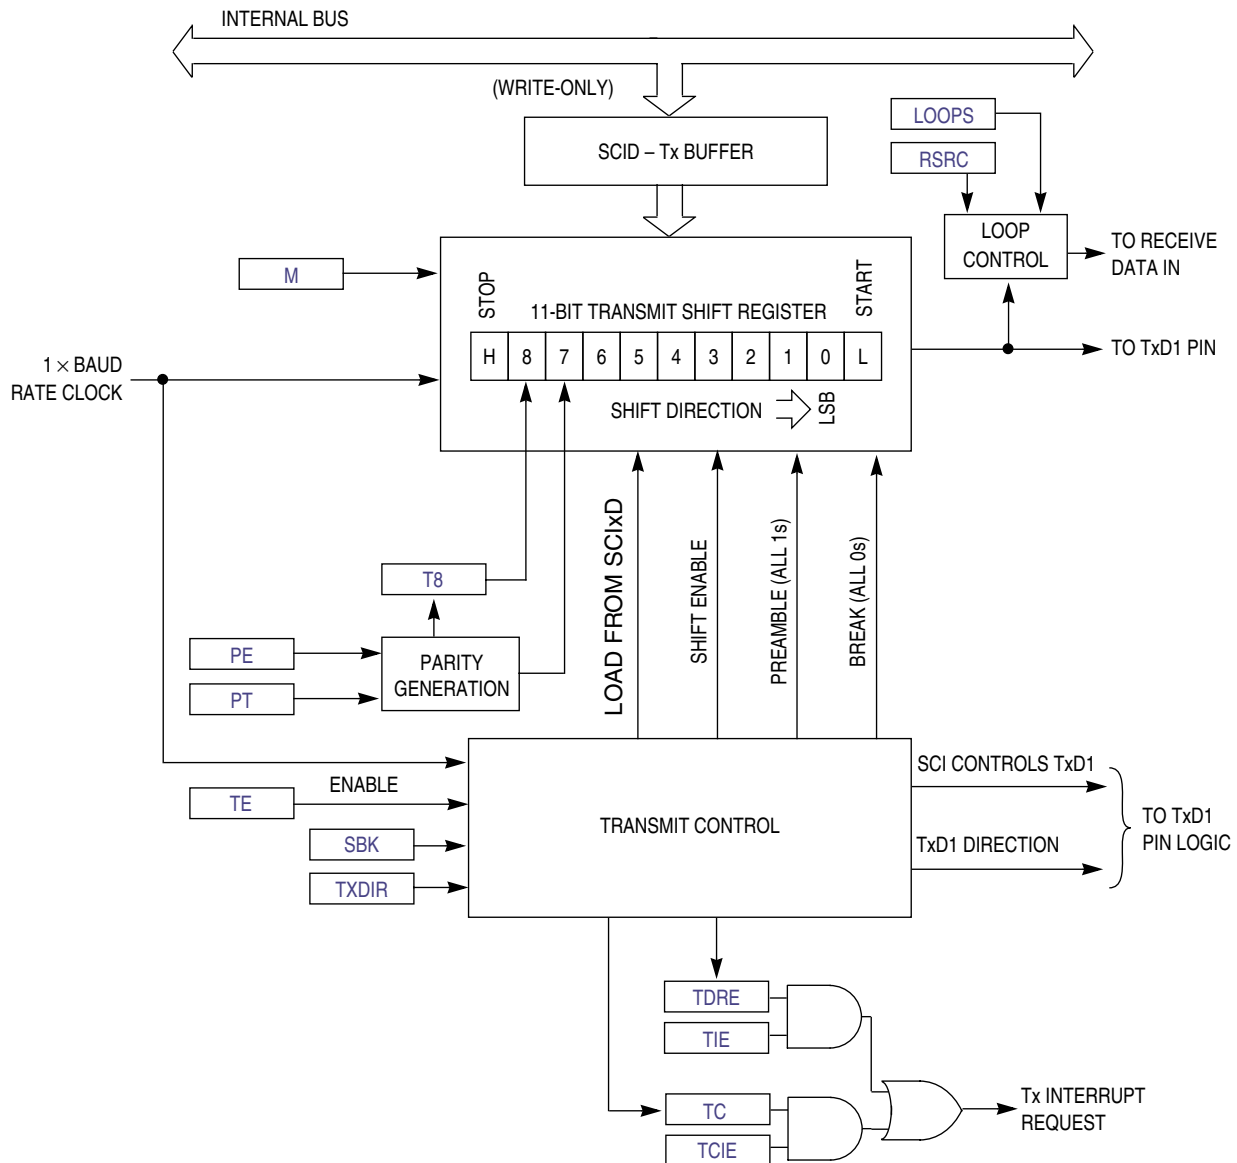 INTERNAL BUS
(WRITE-ONLY)
SCID – Tx BUFFER
LOOPS
RSRC
LOOP
CONTROL
TO RECEIVE
DATA IN
M
STOP
11-BIT TRANSMIT SHIFT REGISTER
START
H 8 7 6 5 4 3 2 1 0 L
SHIFT DIRECTION
LSB
TO TxD1 PIN
1 × BAUD
RATE CLOCK
LOAD FROM SCIxD
SHIFT ENABLE
PREAMBLE (ALL 1s)
BREAK (ALL 0s)
T8
PE
PT
PARITY
GENERATION
ENABLE
TE
SBK
TXDIR
TRANSMIT CONTROL
SCI CONTROLS TxD1
TxD1 DIRECTION
TO TxD1
PIN LOGIC
TDRE
TIE
TC
TCIE
Tx INTERRUPT
REQUEST